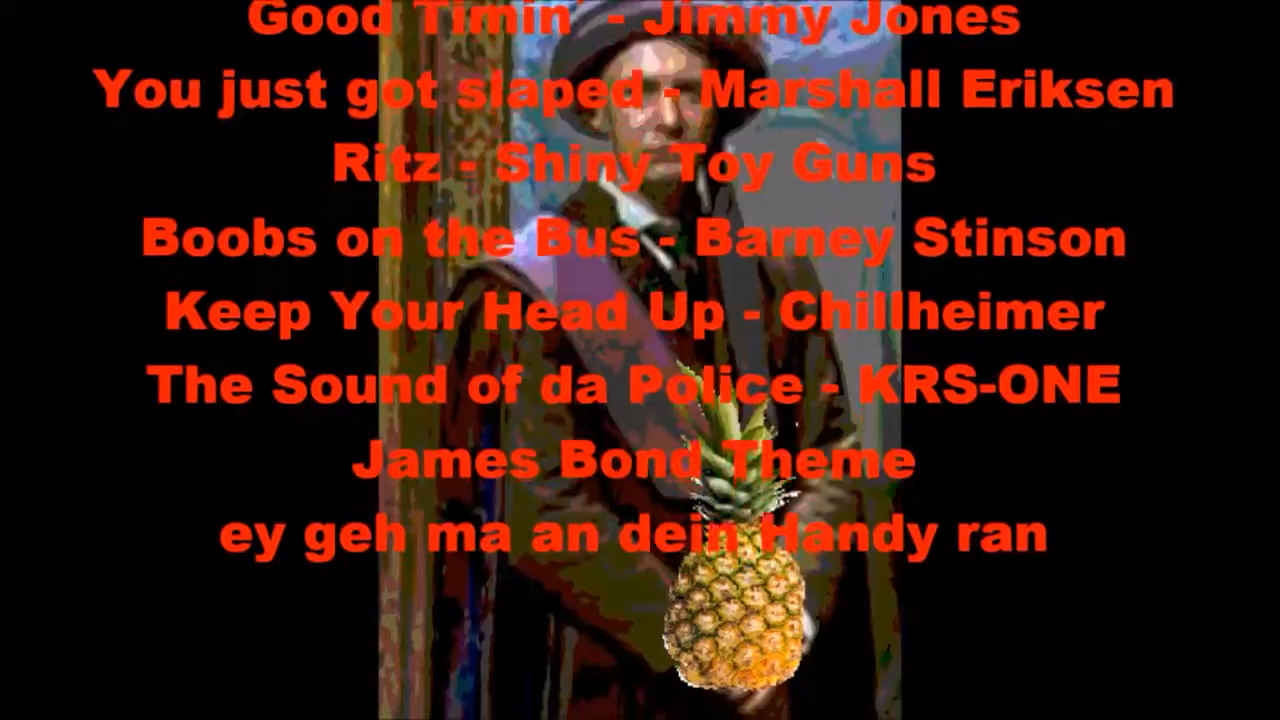 Good Timin´ - Jimmy Jones
You just got slaped - Marshall Eriksen
Ritz - Shiny Toy Guns
Boobs on the Bus - Barney Stinson
Keep Your Head Up - Chillheimer
The Sound of da Police - KRS-ONE
James Bond Theme
ey geh ma an dein Handy ran